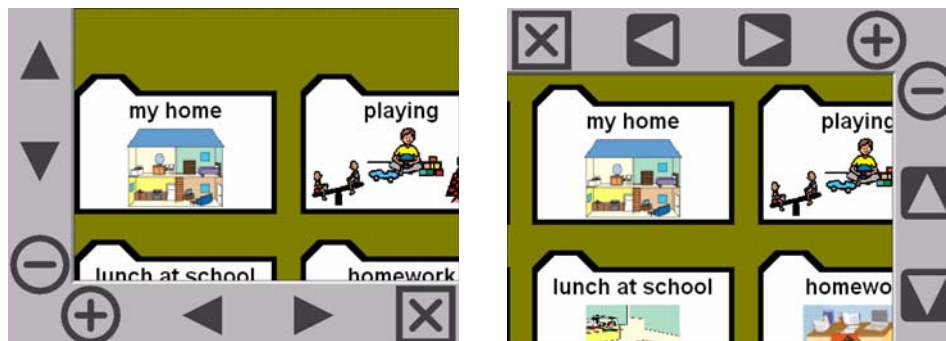 my home
playing
lunch at school
homework
my home
playing
lunch at school
homewo